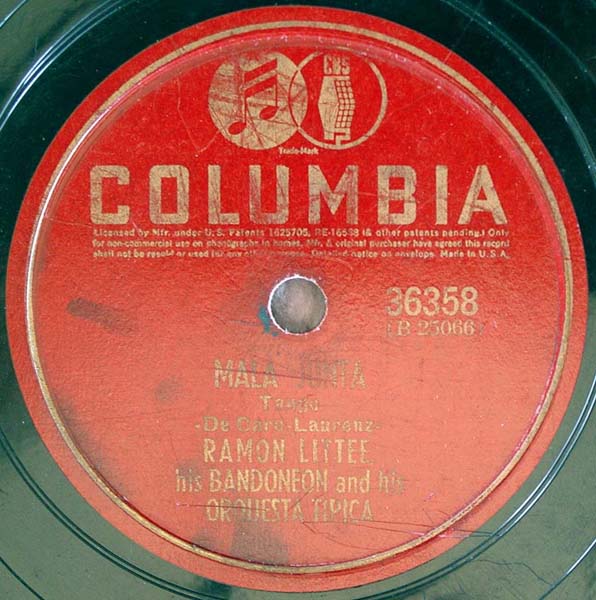 CBS
Trade-Mark
COLUMBIA
Licensed by Mfr. under U. S. Patents 1625705, RE-16588 (& other patents pending.) Only
for non-commercial use on phonographs in homes. Mfr. & original purchaser have agreed this record
shall not be resold or used for any other purpose. Detailed notice on envelope. Made in U. S. A.
36358
(B 25066)
MALA JUNTA
Tango
-De Caro-Laurenz-
RAMON LITTEE
his BANDONEON and his
ORQUESTA TIPICA